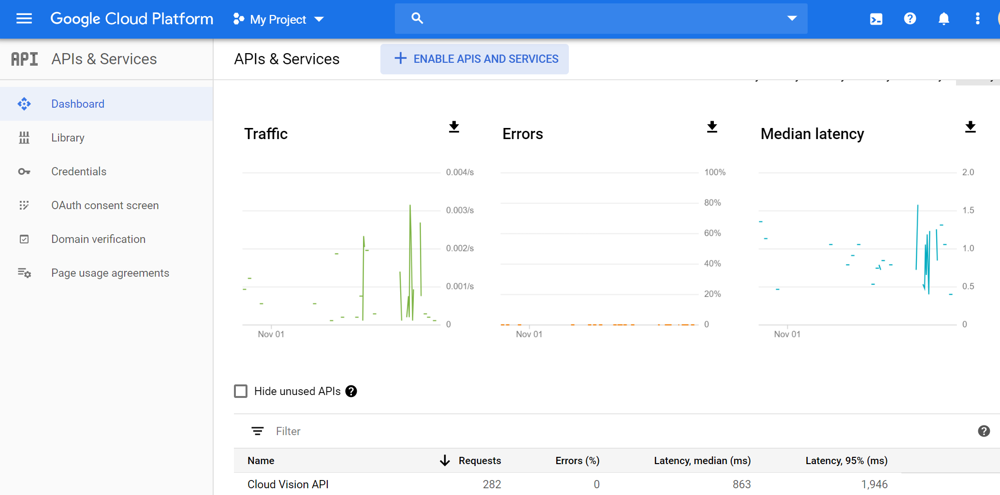 Google Cloud Platform My Project
API APIs & Services
APIs & Services + ENABLE APIS AND SERVICES
Dashboard
Library
Credentials
OAuth consent screen
Domain verification
Page usage agreements
Traffic
0.004/s
0.003/s
0.002/s
0.001/s
0
Nov 01
Errors
100%
80%
60%
40%
20%
0
Nov 01
Median latency
2.0
1.5
1.0
0.5
0
Nov 01
Hide unused APIs
Filter
Name Requests Errors (%) Latency, median (ms) Latency, 95% (ms)
Cloud Vision API 282 0 863 1,946